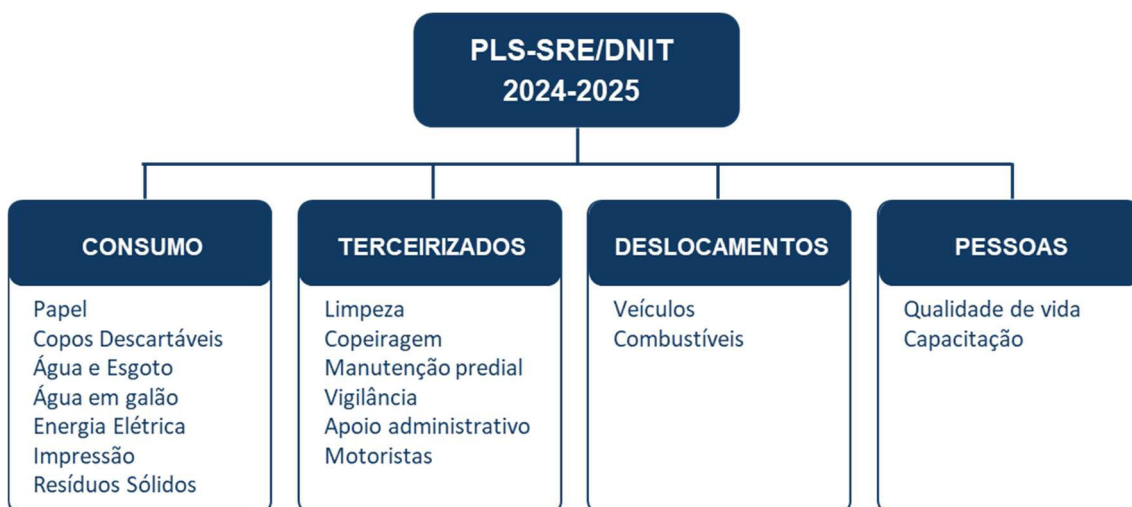 PLS-SRE/DNIT
2024-2025
CONSUMO
Papel
Copos Descartáveis
Água e Esgoto
Água em galão
Energia Elétrica
Impressão
Resíduos Sólidos
TERCEIRIZADOS
Limpeza
Copeiragem
Manutenção predial
Vigilância
Apoio administrativo
Motoristas
DESLOCAMENTOS
Veículos
Combustíveis
PESSOAS
Qualidade de vida
Capacitação